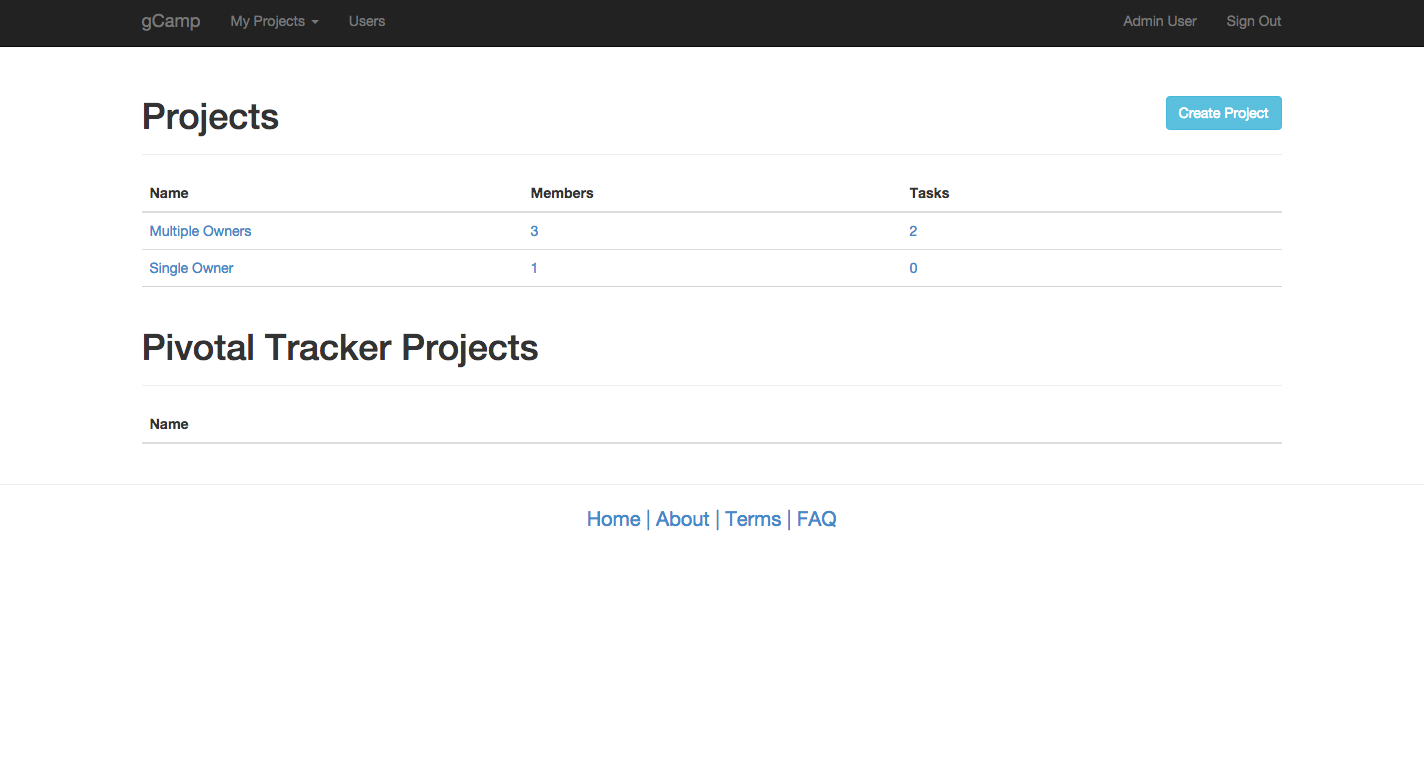 gCamp My Projects Users Admin User Sign Out
Projects Create Project
Name Members Tasks
Multiple Owners 3 2
Single Owner 1 0
Pivotal Tracker Projects
Name
Home | About | Terms | FAQ